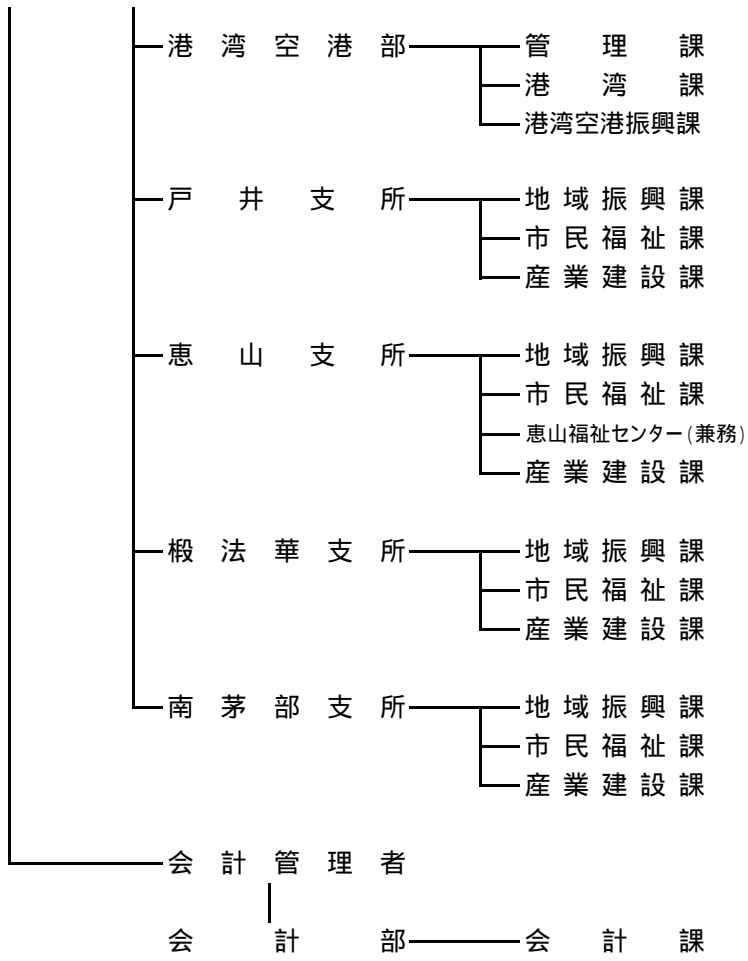 港湾空港部 管理課
港湾課
港湾空港振興課
戸井支所 地域振興課
市民福祉課
産業建設課
恵山支所 地域振興課
市民福祉課
恵山福祉センター(兼務)
産業建設課
椴法華支所 地域振興課
市民福祉課
産業建設課
南茅部支所 地域振興課
市民福祉課
産業建設課
会計管理者
会計部 会計課